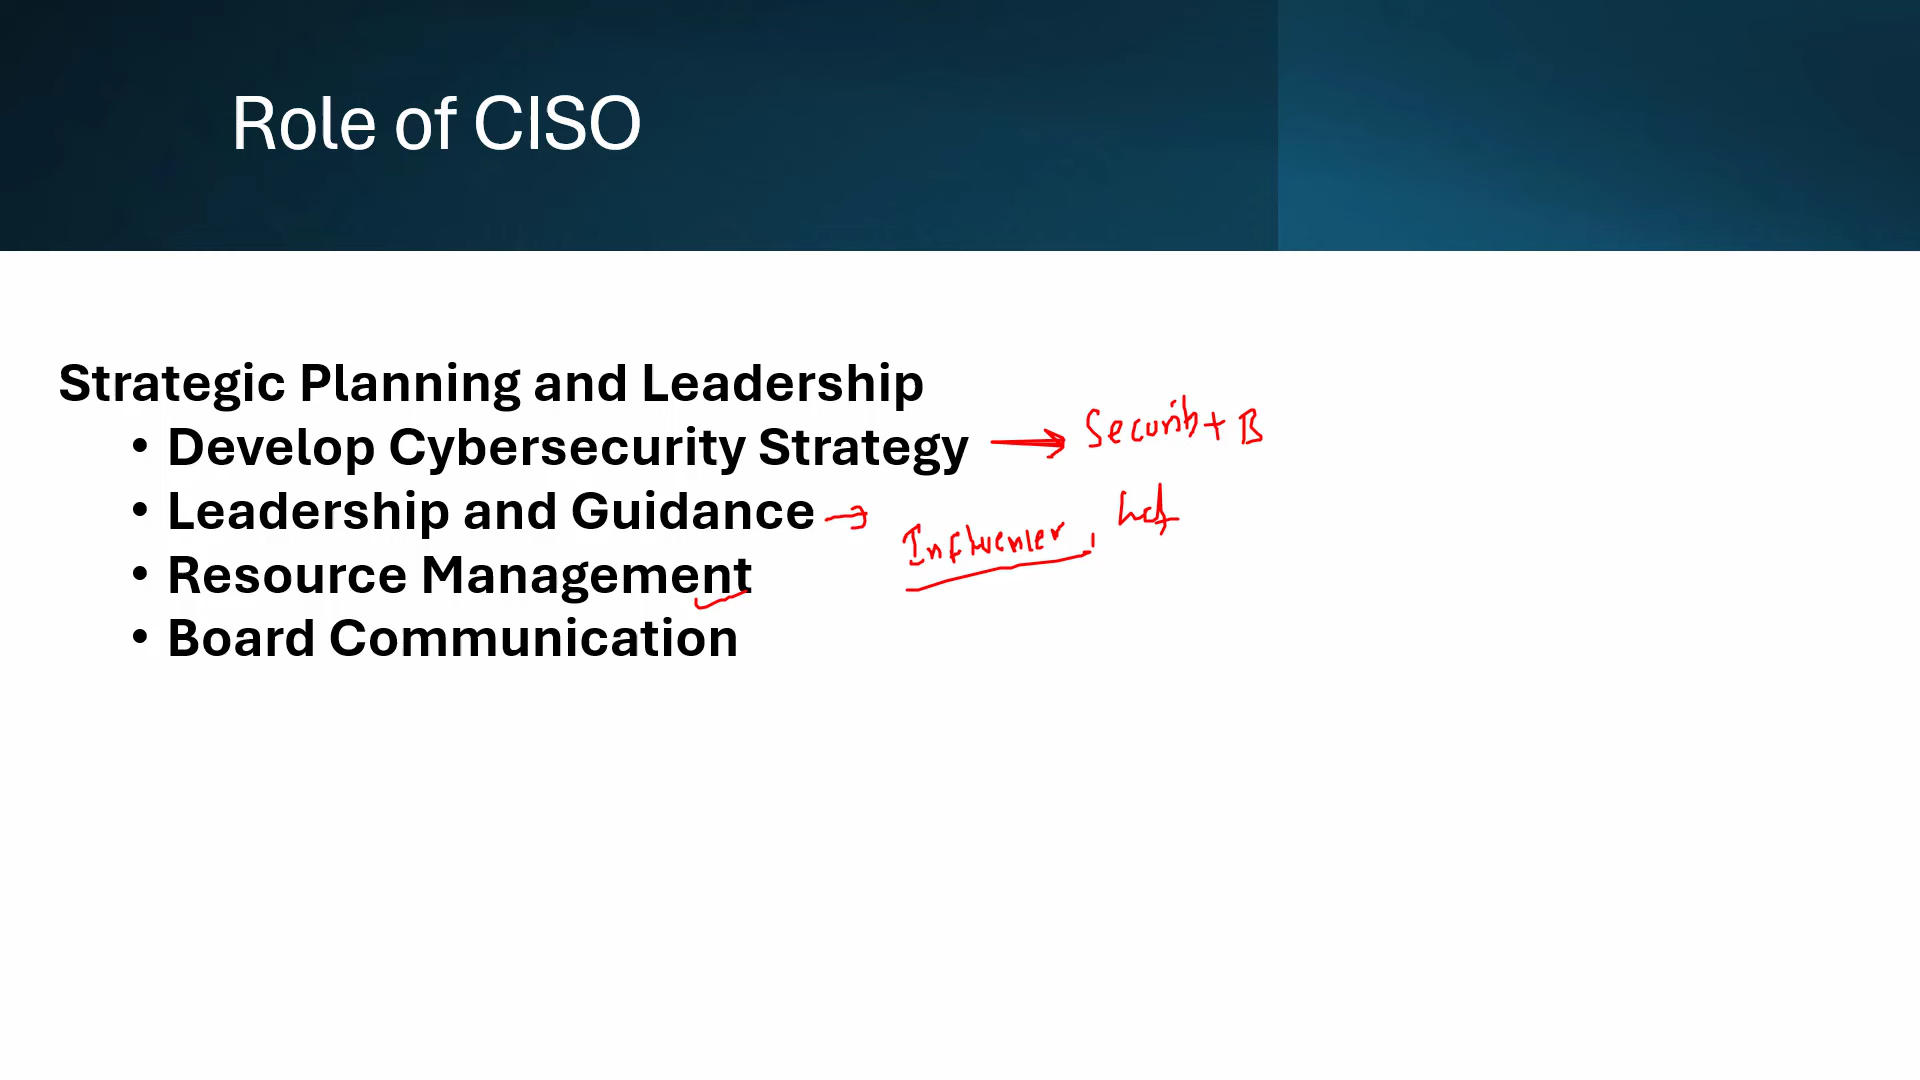 Role of CISO
Strategic Planning and Leadership
• Develop Cybersecurity Strategy → Security + B
• Leadership and Guidance →
Influencer,
• Resource Management
• Board Communication